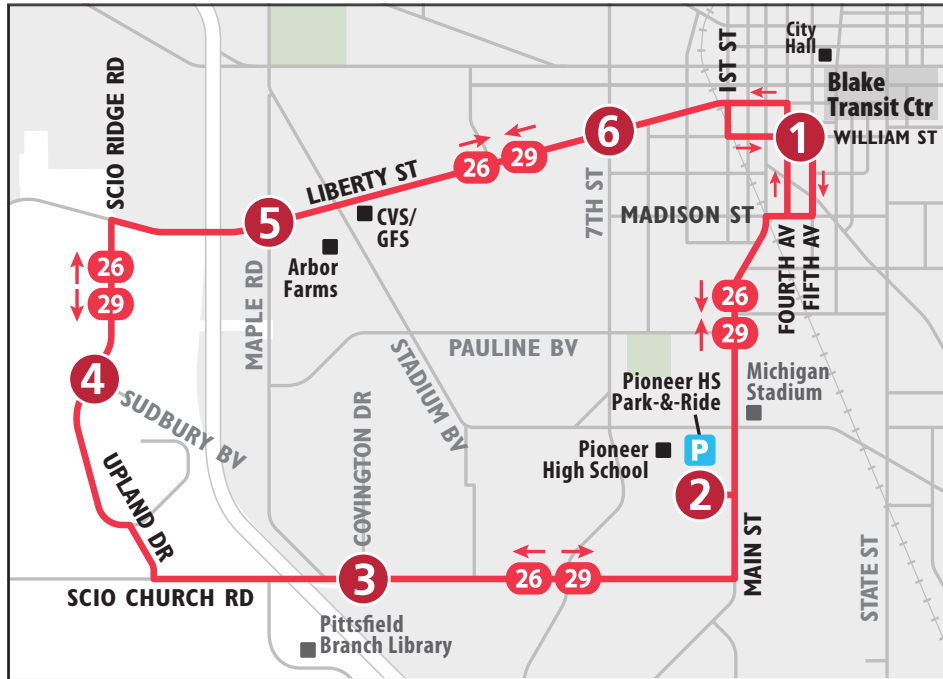 City
Hall
Blake
Transit Ctr
1ST ST
SCIO RIDGE RD
6
1
WILLIAM ST
26
29
LIBERTY ST
7TH ST
MADISON ST
5
CVS/
GFS
Arbor
Farms
FOURTH AV
FIFTH AV
26
29
26
29
MAPLE RD
STADIUM BV
PAULINE BV
4
SUDBURY BV
Pioneer HS
Park-&-Ride
Michigan
Stadium
COVINGTON DR
Pioneer
High School
P
2
UPLAND DR
MAIN ST
STATE ST
3
26
29
SCIO CHURCH RD
Pittsfield
Branch Library